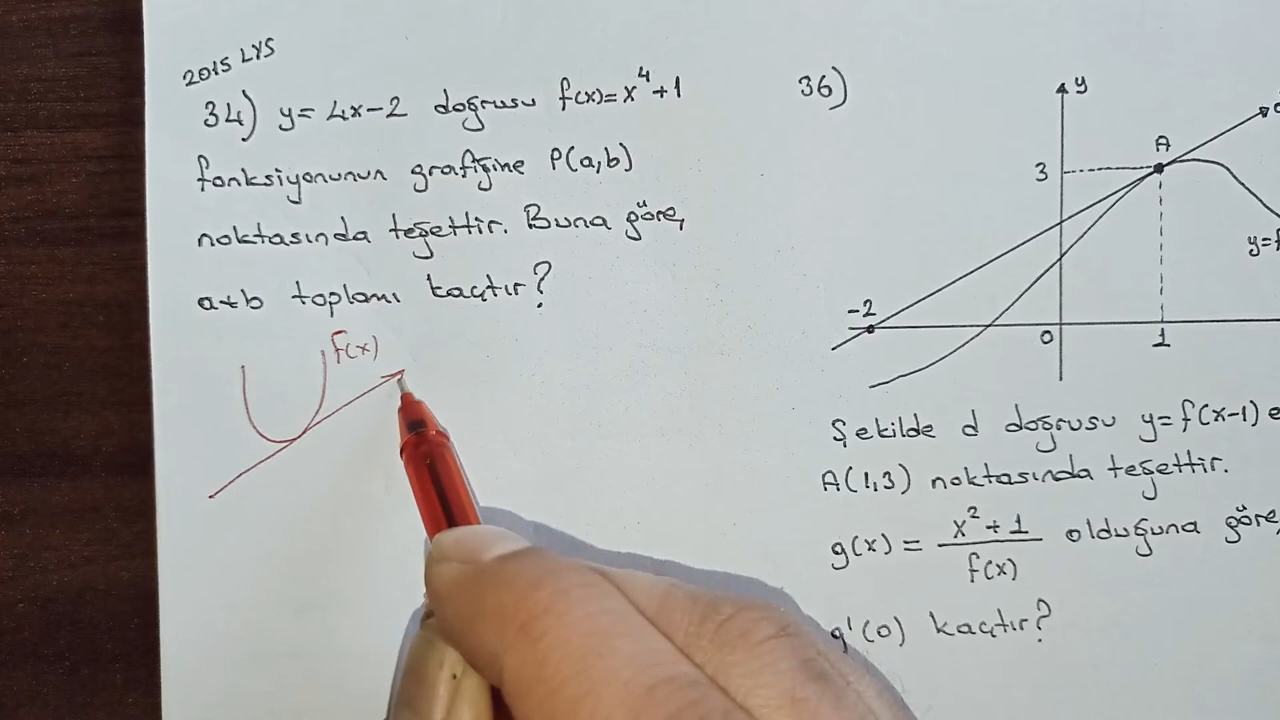 2015 LYS
34) y= 4x-2 doğrusu f(x)=x⁴+1
fonksiyonunun grafiğine P(a,b)
noktasında teğettir. Buna göre,
a+b toplamı kaçtır?
f(x)
36)
y
A
3
-2
0
1
Şekilde d doğrusu y=f(x-1)
A(1,3) noktasında teğettir.
g(x) = x²+1 / f(x) olduğuna göre,
g'(0) kaçtır?